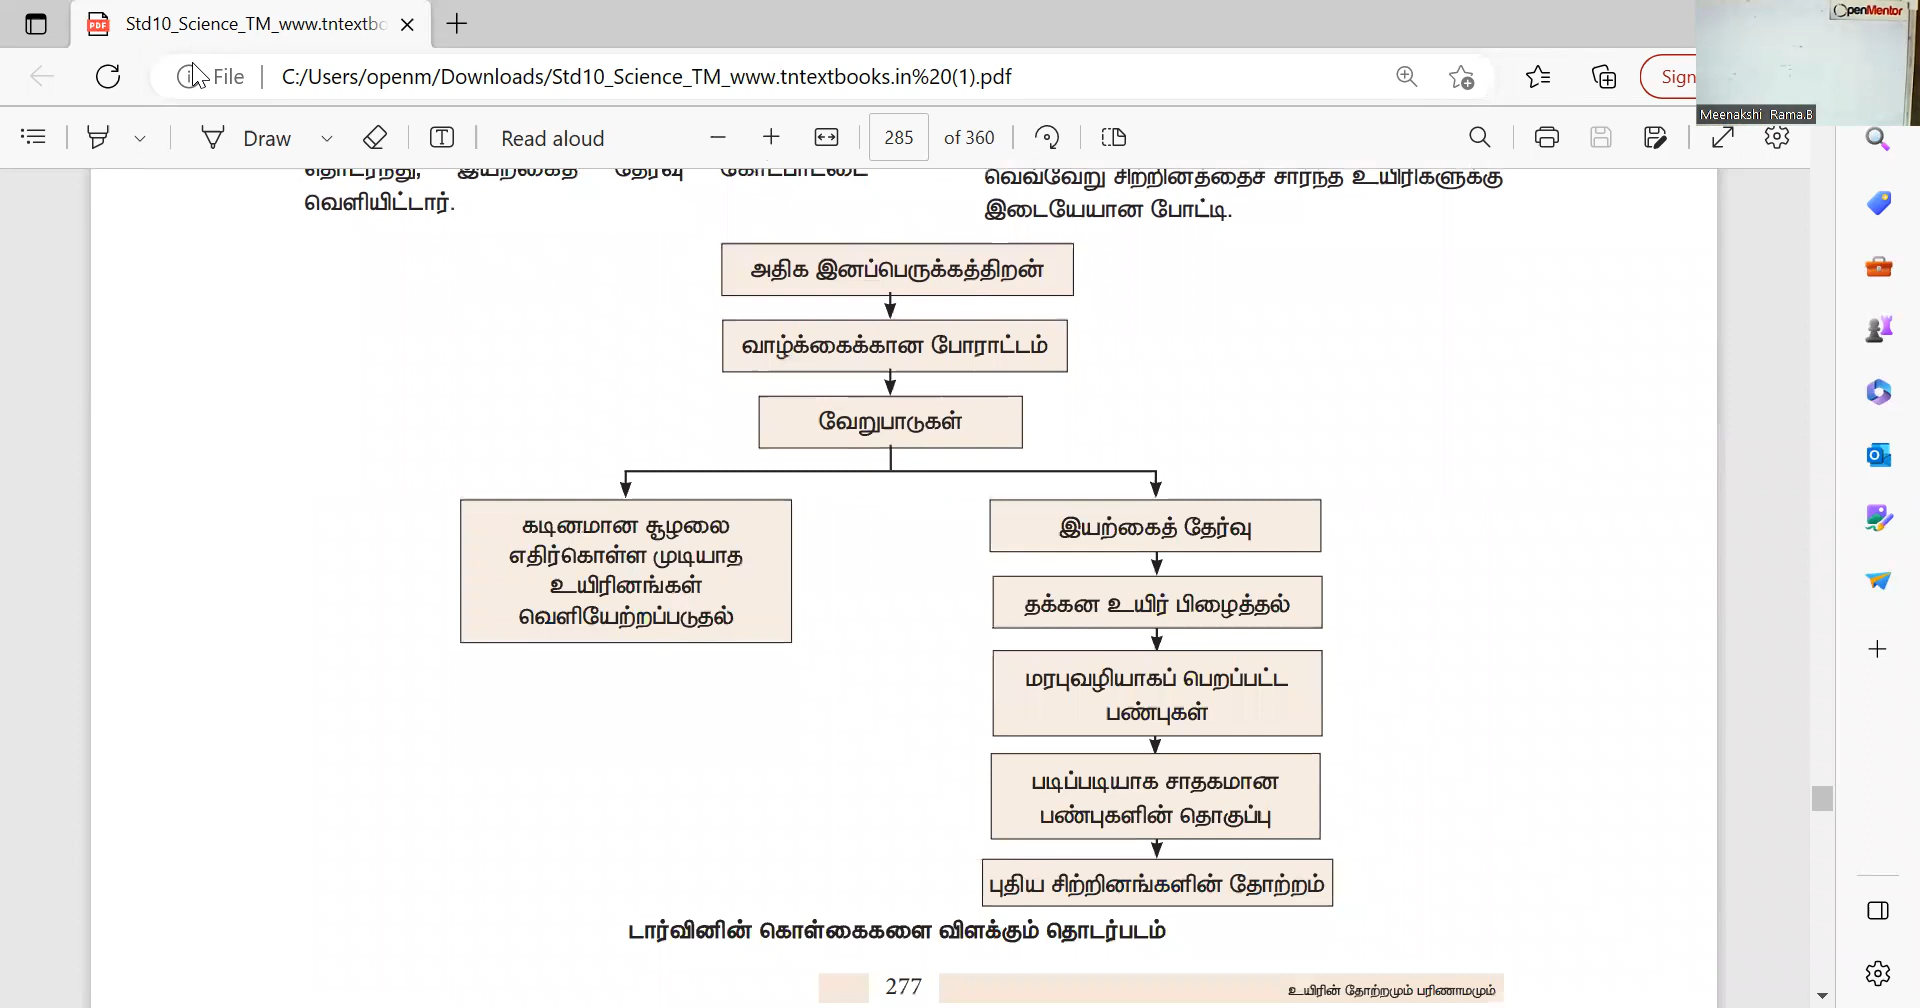 Std10_Science_TM_www.tntextbo
OpenMentor
File
C:/Users/openm/Downloads/Std10_Science_TM_www.tntextbooks.in%20(1).pdf
Sign
Meenakshi Rama.B
Draw
Read aloud
285 of 360
தொடர்ந்து, இயற்கைத் தேர்வு கோட்பாட்டை
வெளியிட்டார்.
வெவ்வேறு சிற்றினத்தைச் சார்ந்த உயிரிகளுக்கு
இடையேயான போட்டி.
அதிக இனப்பெருக்கத்திறன்
வாழ்க்கைக்கான போராட்டம்
வேறுபாடுகள்
கடினமான சூழலை
எதிர்கொள்ள முடியாத
உயிரினங்கள்
வெளியேற்றப்படுதல்
இயற்கைத் தேர்வு
தக்கன உயிர் பிழைத்தல்
மரபுவழியாகப் பெறப்பட்ட
பண்புகள்
படிப்படியாக சாதகமான
பண்புகளின் தொகுப்பு
புதிய சிற்றினங்களின் தோற்றம்
டார்வினின் கொள்கைகளை விளக்கும் தொடர்படம்
277
உயிரின் தோற்றமும் பரிணாமமும்